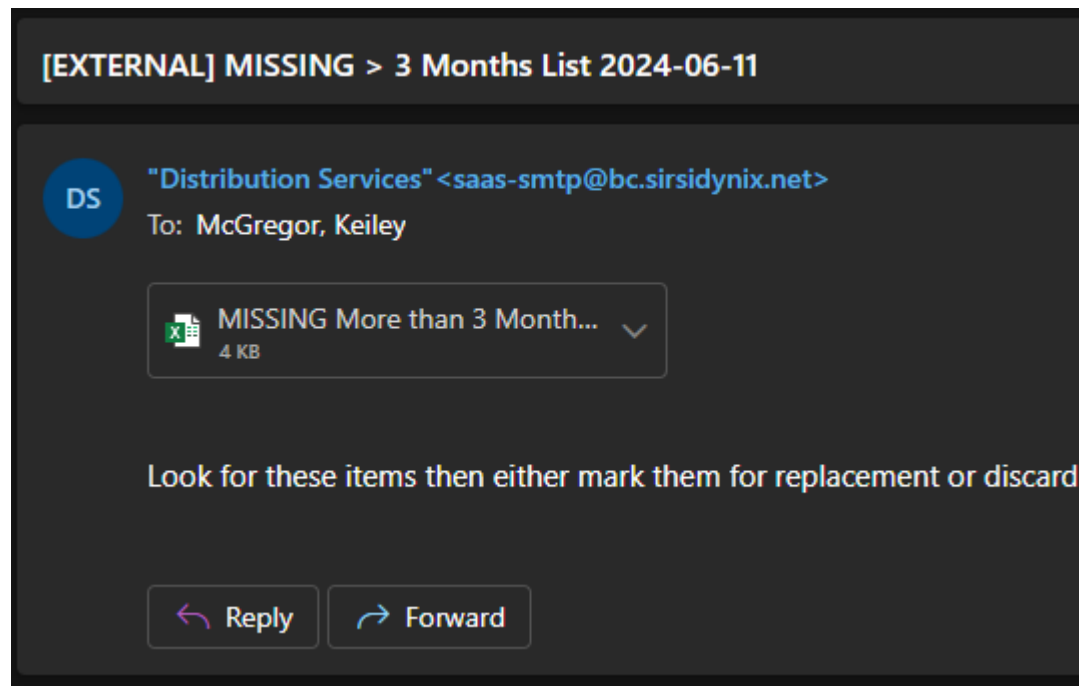 [EXTERNAL] MISSING > 3 Months List 2024-06-11
DS
"Distribution Services"<saas-smtp@bc.sirsidynix.net>
To: McGregor, Keiley
MISSING More than 3 Month...
4 KB
Look for these items then either mark them for replacement or discard
Reply
Forward